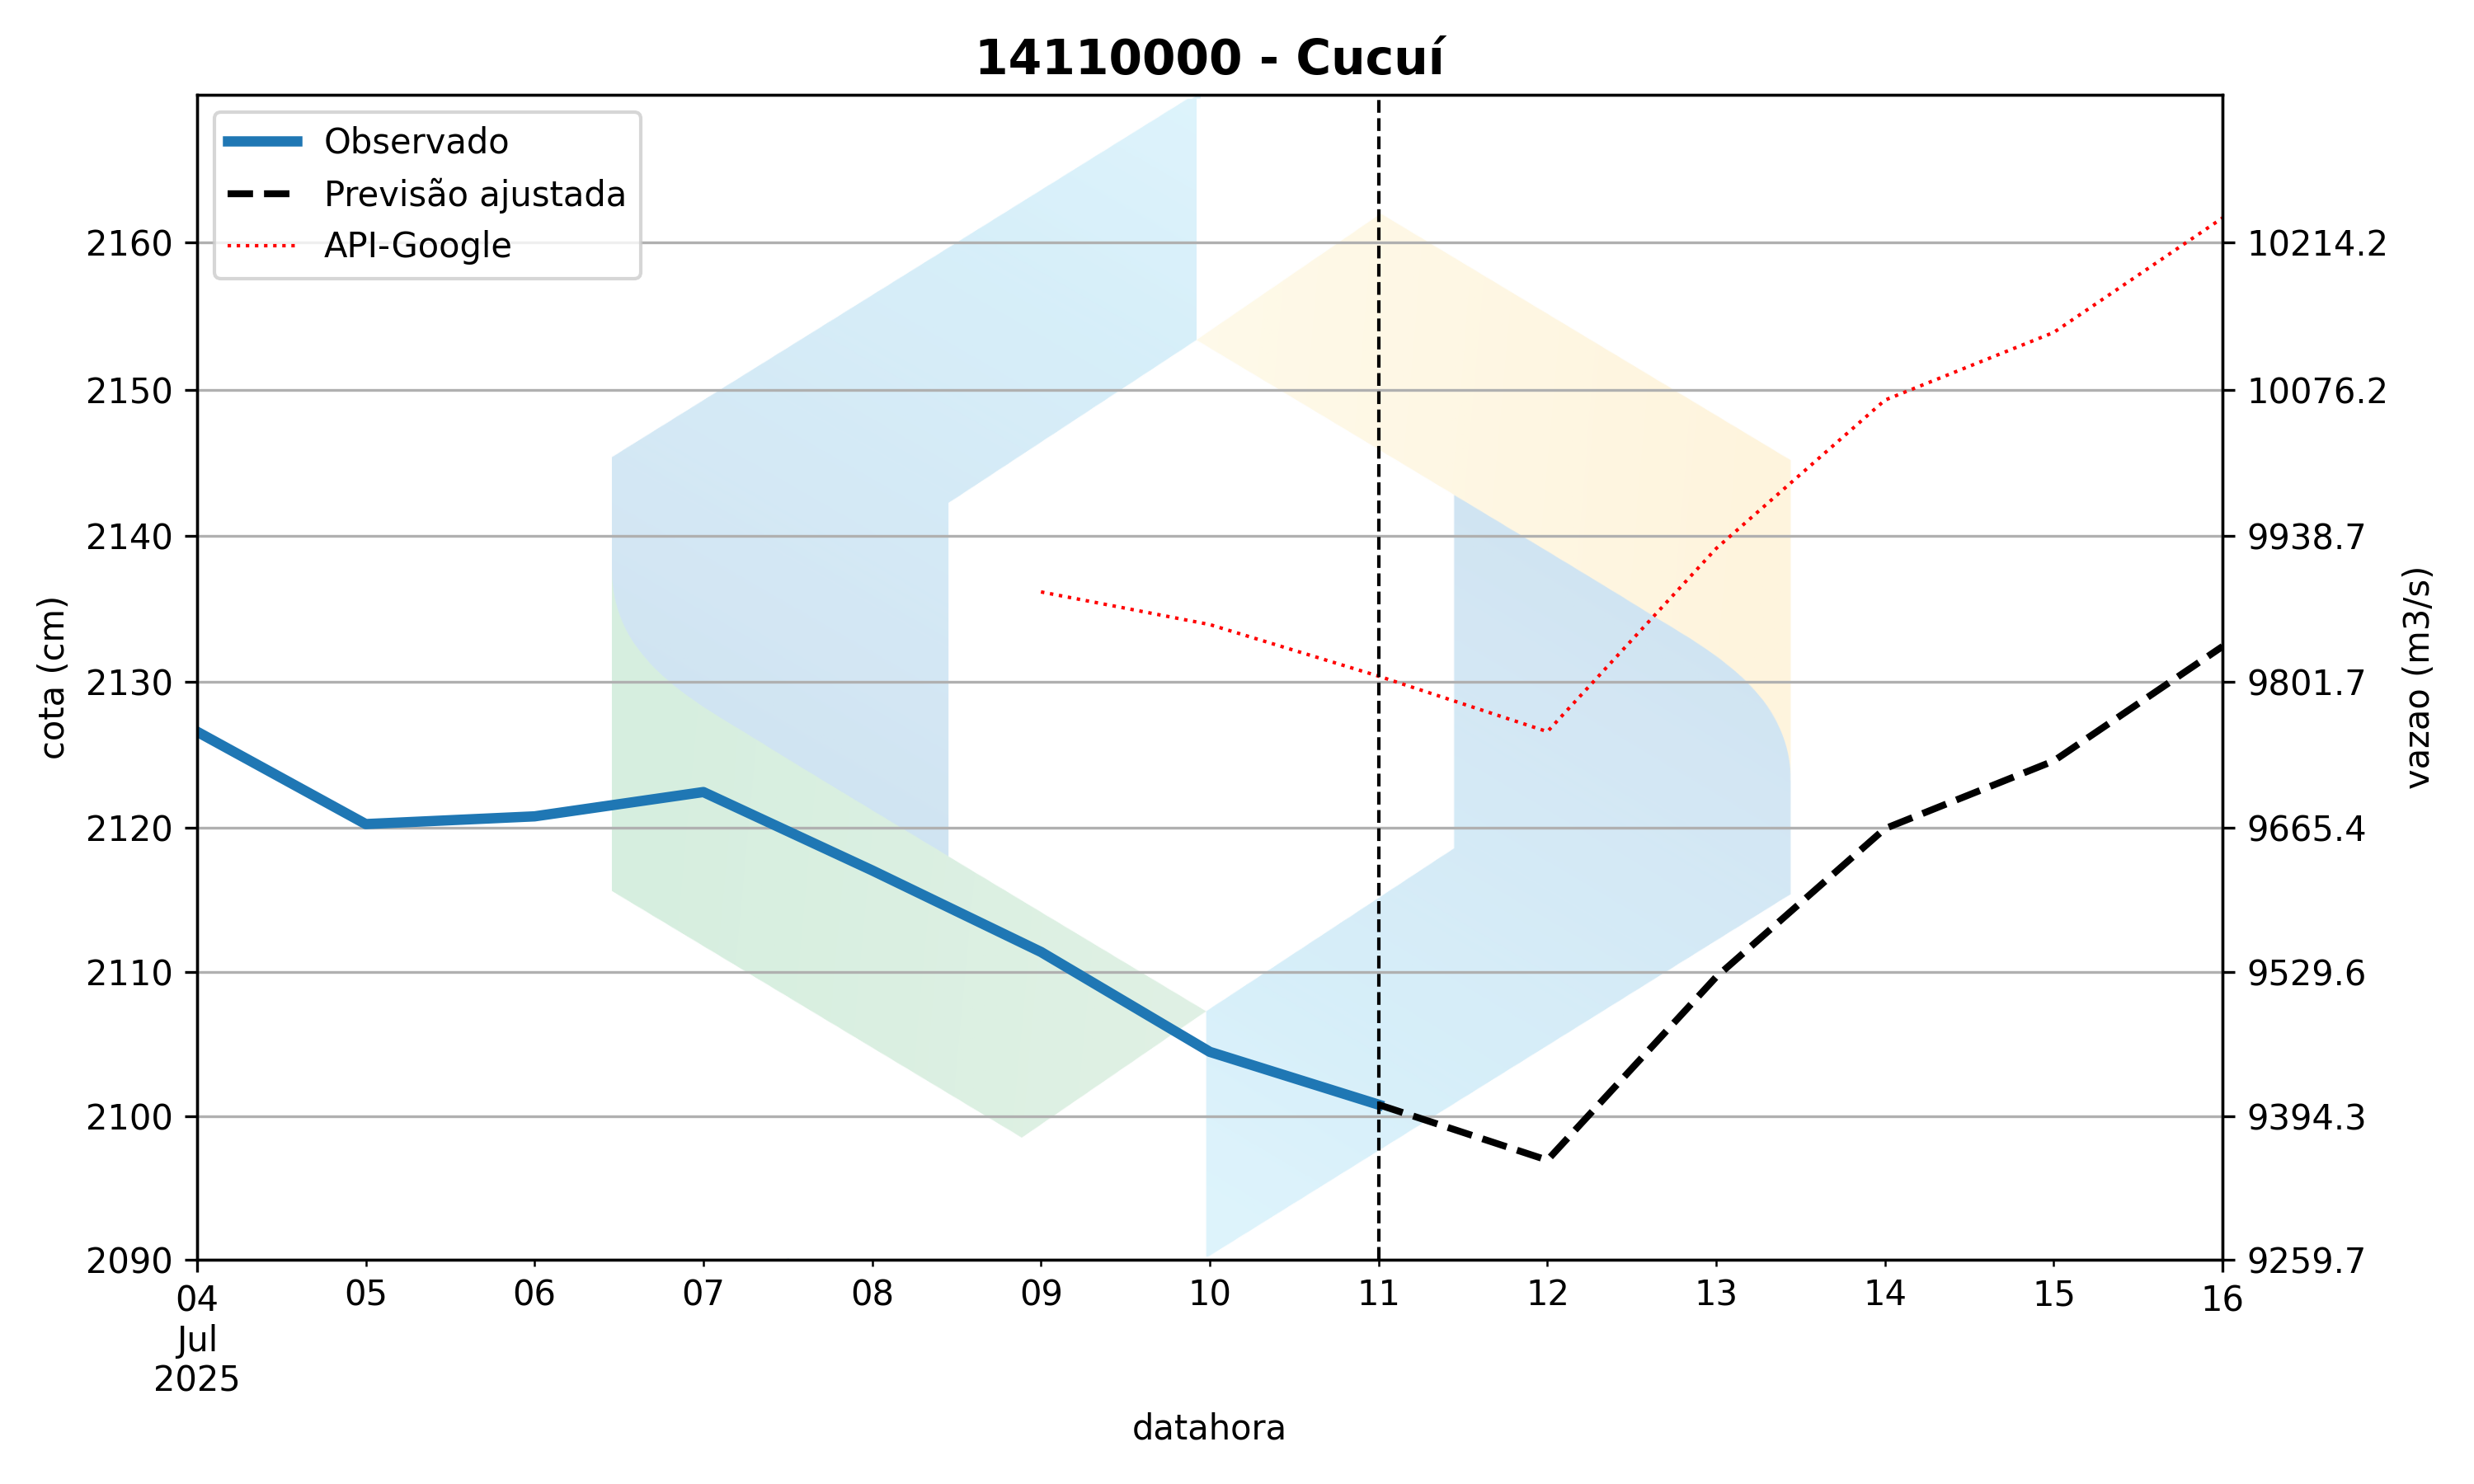 14110000 - Cucuí
Observado
Previsão ajustada
API-Google
2160
2150
2140
2130
2120
2110
2100
2090
cota (cm)
10214.2
10076.2
9938.7
9801.7
9665.4
9529.6
9394.3
9259.7
vazao (m3/s)
04 05 06 07 08 09 10 11 12 13 14 15 16
Jul
2025
datahora